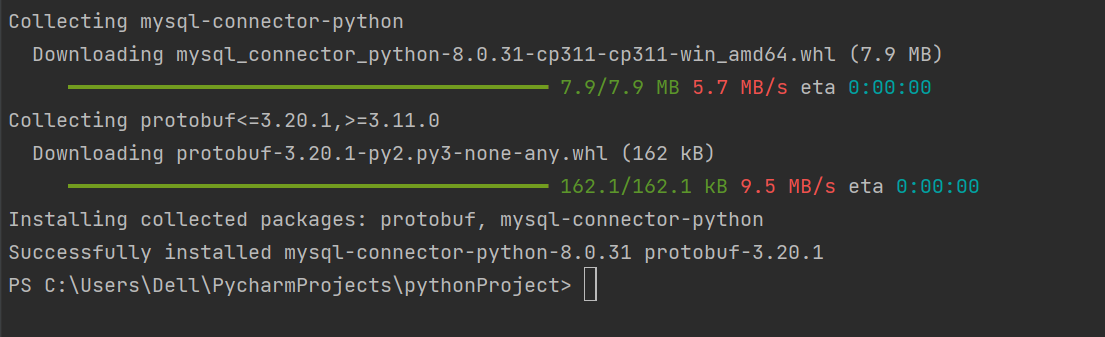 Collecting mysql-connector-python
Downloading mysql_connector_python-8.0.31-cp311-cp311-win_amd64.whl (7.9 MB)
7.9/7.9 MB 5.7 MB/s eta 0:00:00
Collecting protobuf<=3.20.1,>=3.11.0
Downloading protobuf-3.20.1-py2.py3-none-any.whl (162 kB)
162.1/162.1 kB 9.5 MB/s eta 0:00:00
Installing collected packages: protobuf, mysql-connector-python
Successfully installed mysql-connector-python-8.0.31 protobuf-3.20.1
PS C:\Users\Dell\PycharmProjects\pythonProject>